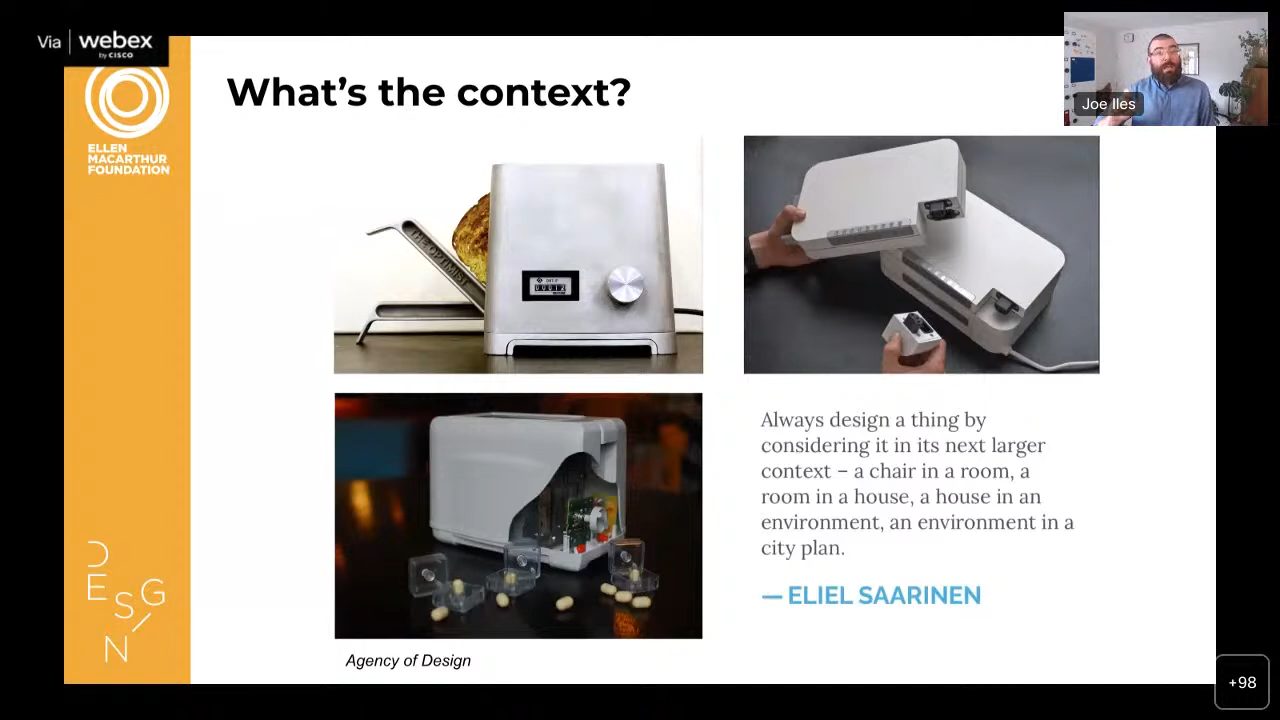 Via webex
by CISCO
What's the context?
Joe Iles
ELLEN
MACARTHUR
FOUNDATION
THE OPTIMIST
Always design a thing by
considering it in its next larger
context – a chair in a room, a
room in a house, a house in an
environment, an environment in a
city plan.
— ELIEL SAARINEN
DESIGN
Agency of Design
+98